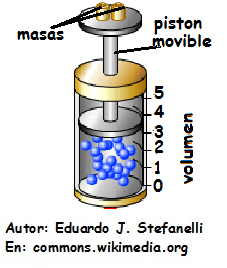 masas
piston
movible
5
4
3
2
1
0
volumen
Autor: Eduardo J. Stefanelli
En: commons.wikimedia.org